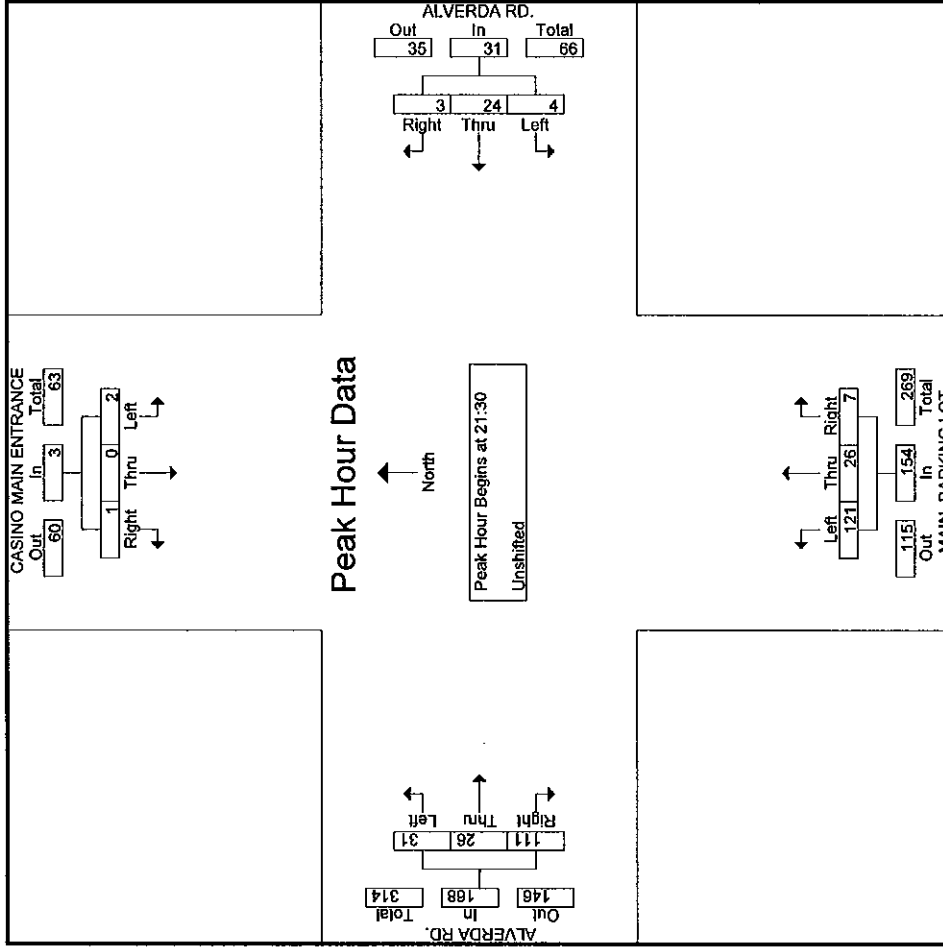 ALVERDA RD.
Out In Total
35 31 66
3 24 4
Right Thru Left
CASINO MAIN ENTRANCE
Out In Total
60 3 63
1 0 2
Right Thru Left
Peak Hour Data
North
Peak Hour Begins at 21:30
Unshifted
Left Thru Right
121 26 7
115 154 269
Out In Total
MAIN PARKING LOT
ALVERDA RD.
Out In Total
146 168 314
111 26 31
Right Thru Left